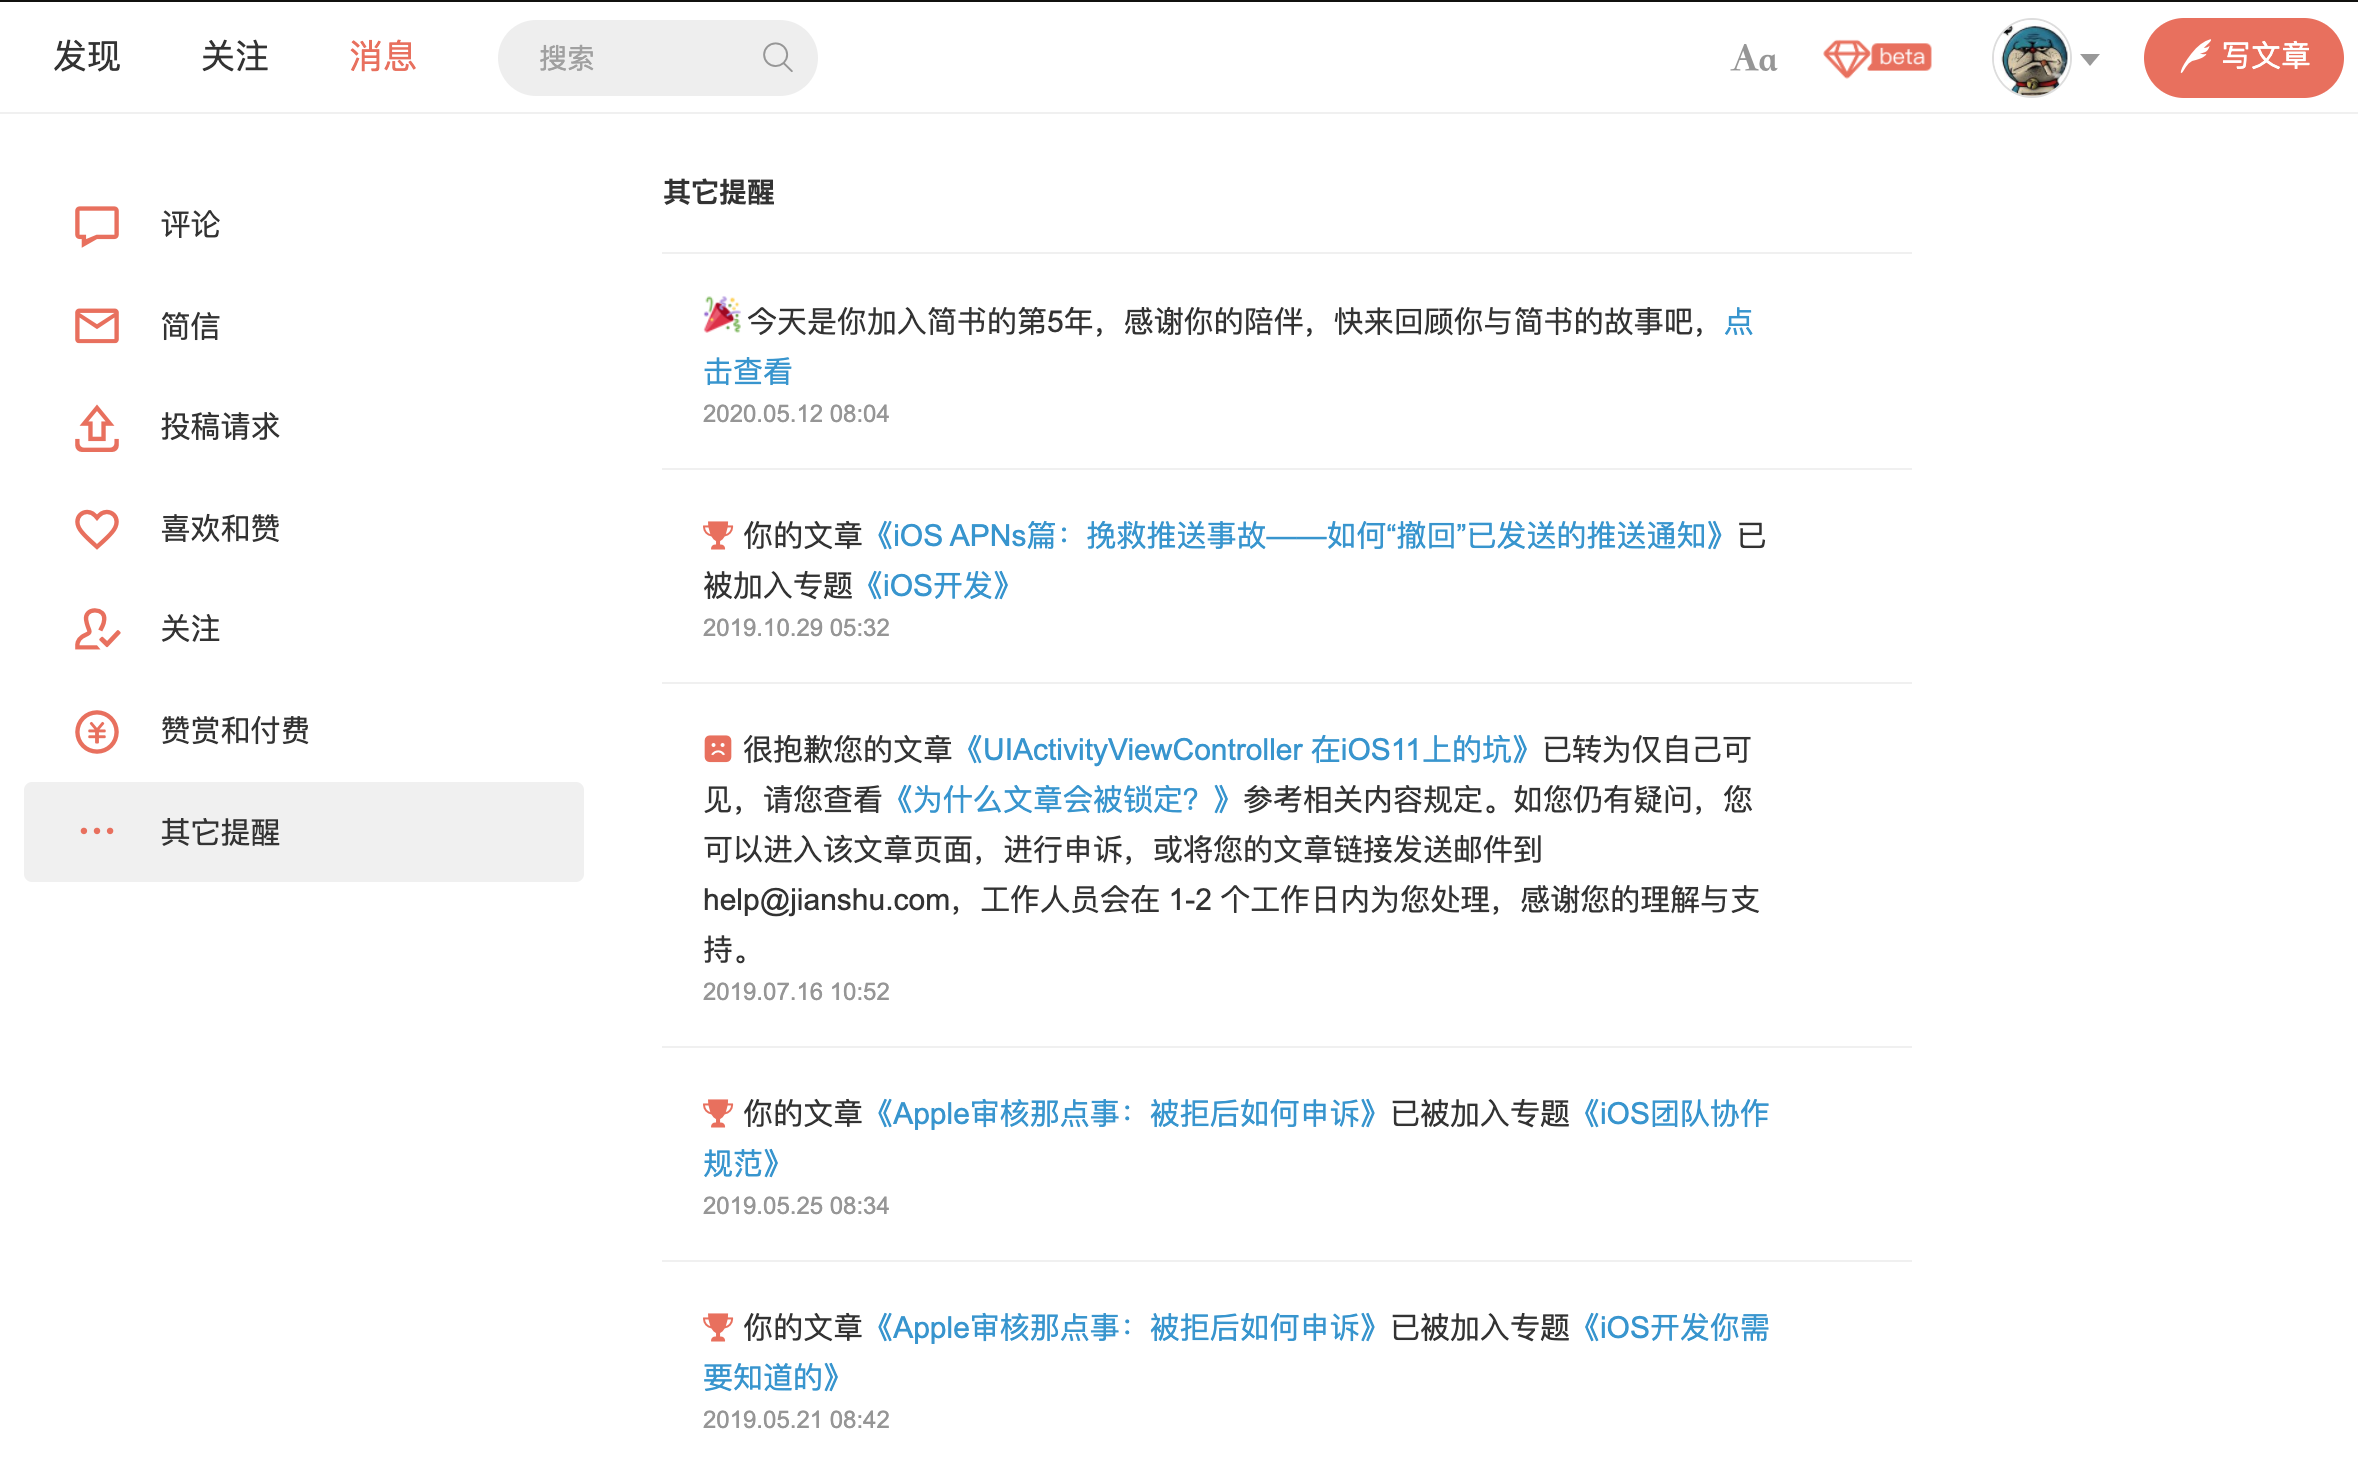 发现 关注 消息 搜索 Aa beta 写文章
评论
简信
投稿请求
喜欢和赞
关注
赞赏和付费
其它提醒
其它提醒
今天是你加入简书的第5年，感谢你的陪伴，快来回顾你与简书的故事吧，点
击查看
2020.05.12 08:04
你的文章《iOS APNs篇：挽救推送事故——如何“撤回”已发送的推送通知》已
被加入专题《iOS开发》
2019.10.29 05:32
很抱歉您的文章《UIActivityViewController 在iOS11上的坑》已转为仅自己可
见，请您查看《为什么文章会被锁定？》参考相关内容规定。如您仍有疑问，您
可以进入该文章页面，进行申诉，或将您的文章链接发送邮件到
help@jianshu.com，工作人员会在 1-2 个工作日内为您处理，感谢您的理解与支
持。
2019.07.16 10:52
你的文章《Apple审核那点事：被拒后如何申诉》已被加入专题《iOS团队协作
规范》
2019.05.25 08:34
你的文章《Apple审核那点事：被拒后如何申诉》已被加入专题《iOS开发你需
要知道的》
2019.05.21 08:42